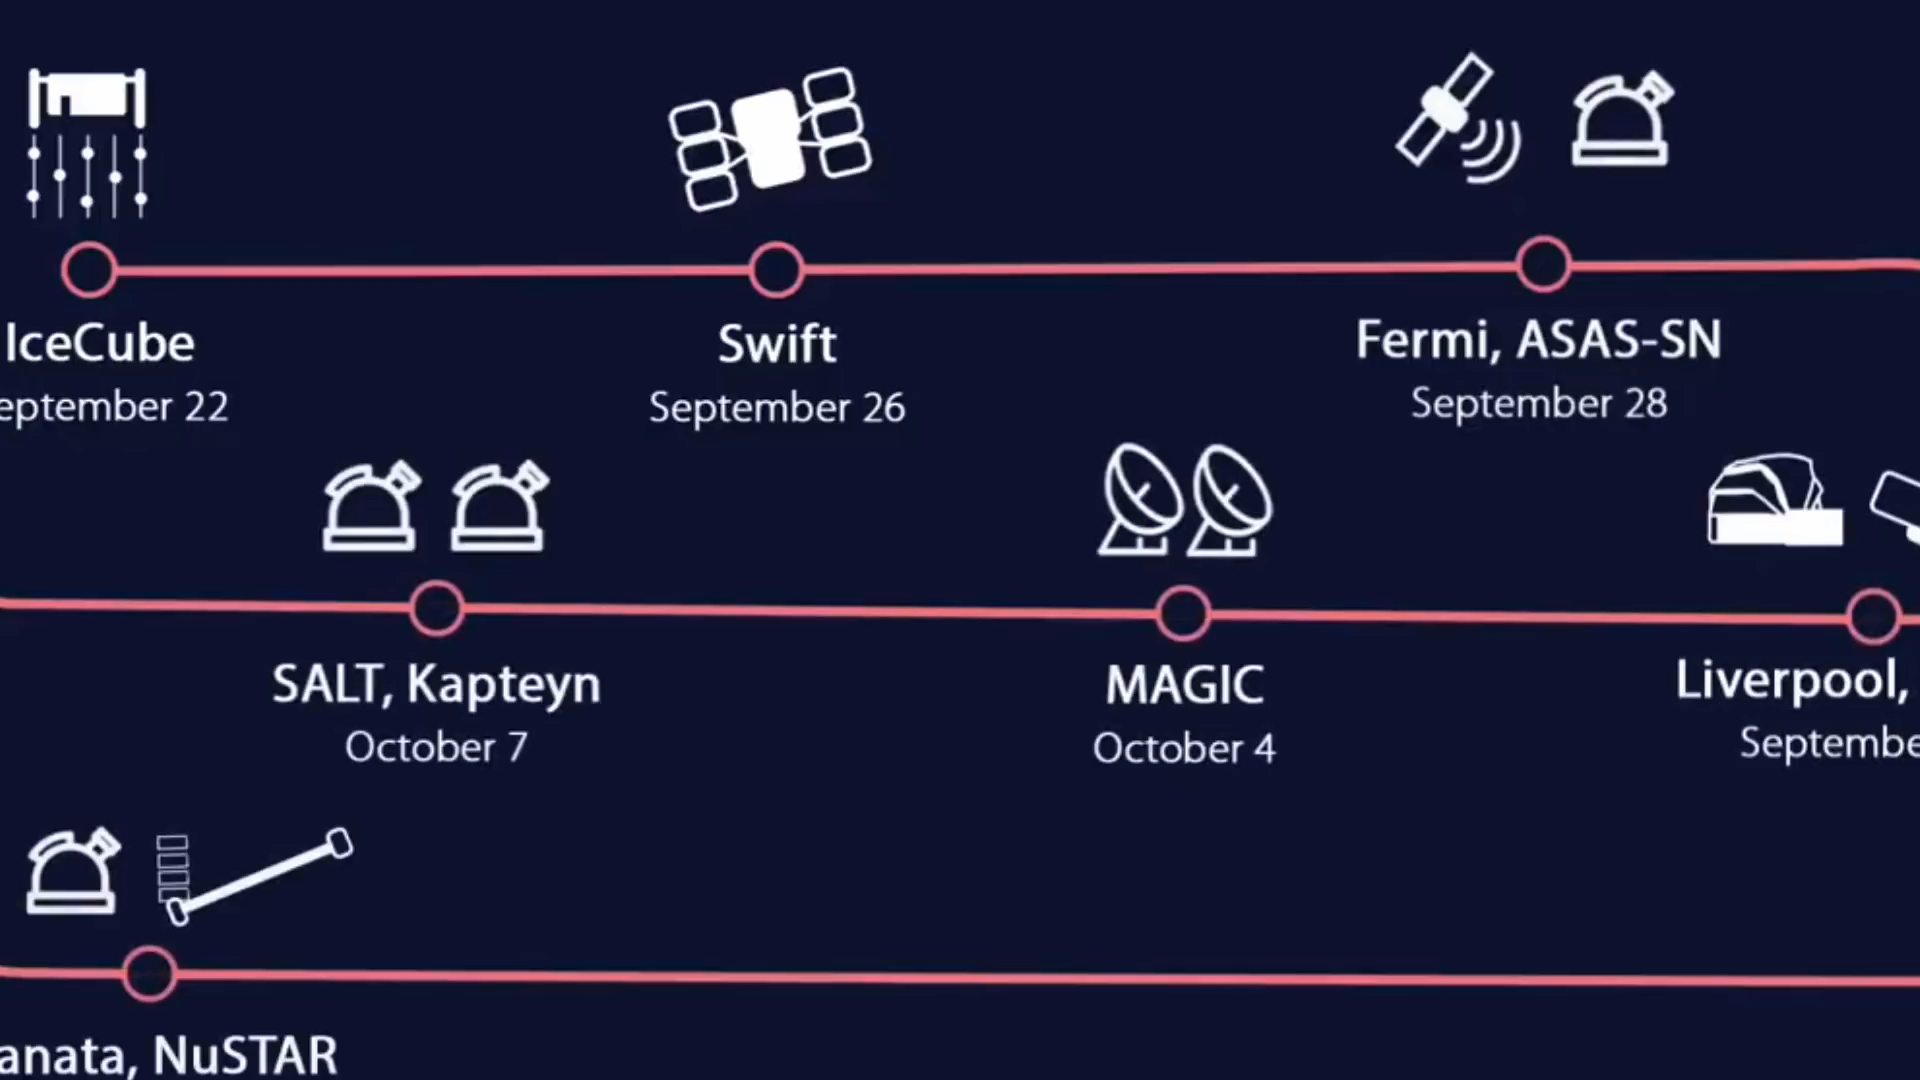 IceCube
eptember 22
Swift
September 26
Fermi, ASAS-SN
September 28
SALT, Kapteyn
October 7
MAGIC
October 4
Liverpool,
Septembe
anata, NuSTAR